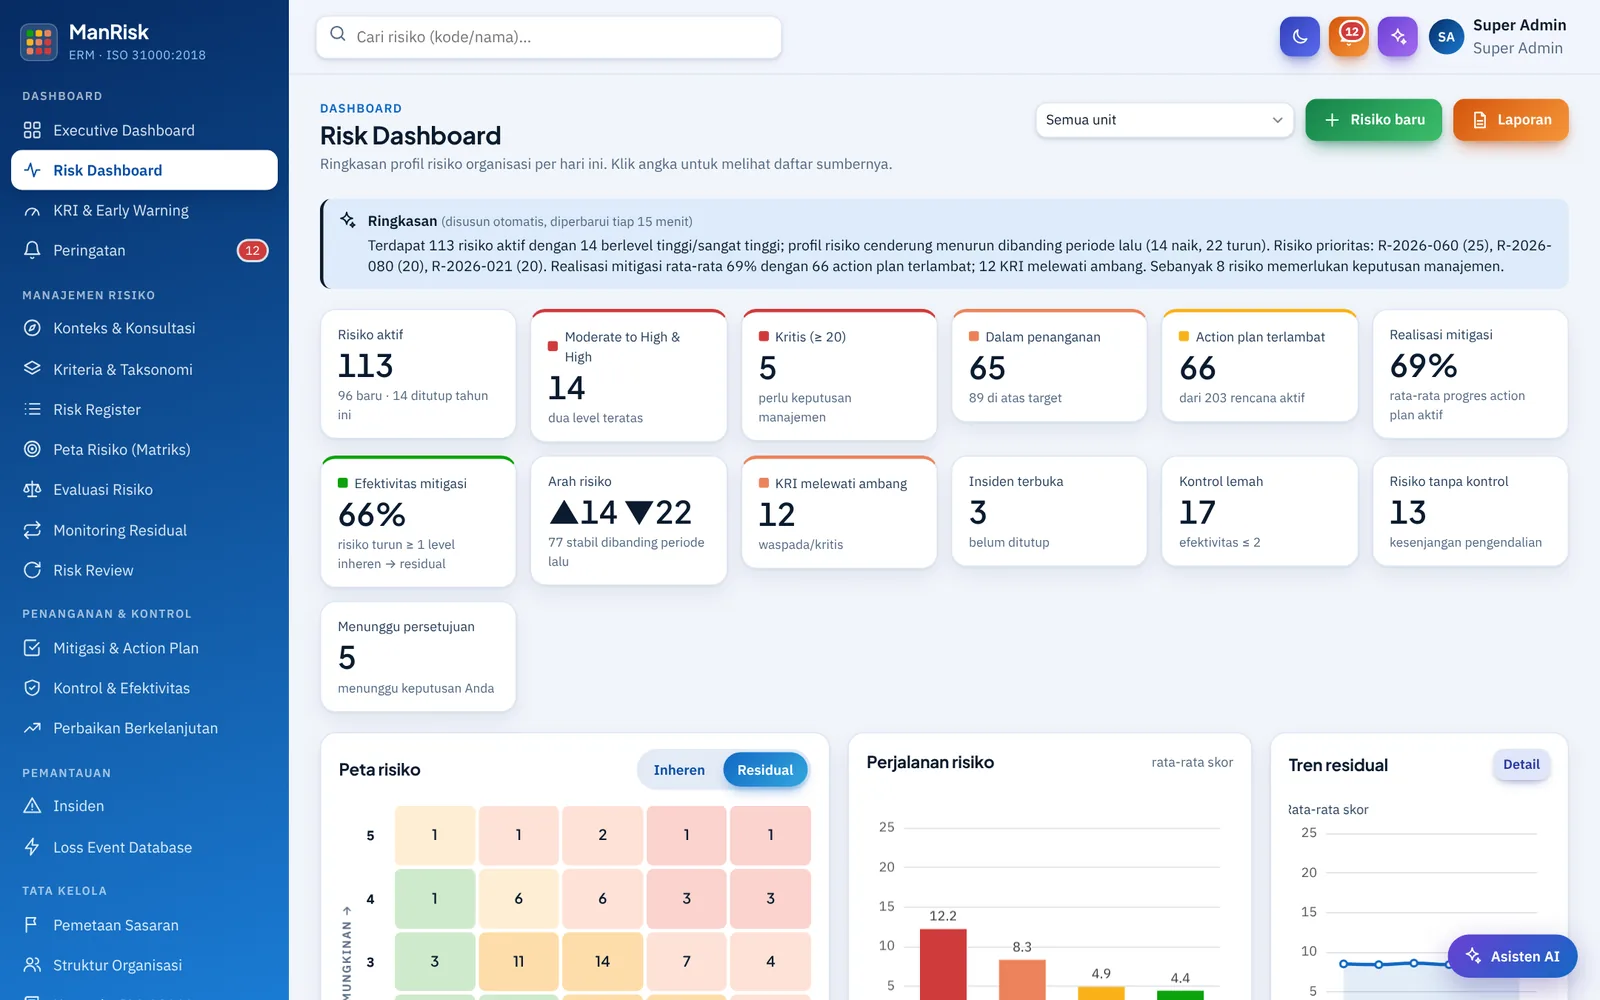 ManRisk
ERM · ISO 31000:2018
DASHBOARD
Executive Dashboard
Risk Dashboard
KRI & Early Warning
Peringatan
12
MANAJEMEN RISIKO
Konteks & Konsultasi
Kriteria & Taksonomi
Risk Register
Peta Risiko (Matriks)
Evaluasi Risiko
Monitoring Residual
Risk Review
PENANGANAN & KONTROL
Mitigasi & Action Plan
Kontrol & Efektivitas
Perbaikan Berkelanjutan
PEMANTAUAN
Insiden
Loss Event Database
TATA KELOLA
Pemetaan Sasaran
Struktur Organisasi
Cari risiko (kode/nama)...
12
SA
Super Admin
Super Admin
DASHBOARD
Risk Dashboard
Ringkasan profil risiko organisasi per hari ini. Klik angka untuk melihat daftar sumbernya.
Semua unit
Risiko baru
Laporan
Ringkasan (disusun otomatis, diperbarui tiap 15 menit)
Terdapat 113 risiko aktif dengan 14 berlevel tinggi/sangat tinggi; profil risiko cenderung menurun dibanding periode lalu (14 naik, 22 turun). Risiko prioritas: R-2026-060 (25), R-2026-
080 (20), R-2026-021 (20). Realisasi mitigasi rata-rata 69% dengan 66 action plan terlambat; 12 KRI melewati ambang. Sebanyak 8 risiko memerlukan keputusan manajemen.
Risiko aktif
113
96 baru · 14 ditutup tahun
ini
Moderate to High &
High
14
dua level teratas
Kritis (≥ 20)
5
perlu keputusan
manajemen
Dalam penanganan
65
89 di atas target
Action plan terlambat
66
dari 203 rencana aktif
Realisasi mitigasi
69%
rata-rata progres action
plan aktif
Efektivitas mitigasi
66%
risiko turun ≥ 1 level
inheren → residual
Arah risiko
▲14 ▼22
77 stabil dibanding periode
lalu
KRI melewati ambang
12
waspada/kritis
Insiden terbuka
3
belum ditutup
Kontrol lemah
17
efektivitas ≤ 2
Risiko tanpa kontrol
13
kesenjangan pengendalian
Menunggu persetujuan
5
menunggu keputusan Anda
Peta risiko
Inheren
Residual
5
1
1
2
1
1
4
1
6
6
3
3
3
3
11
14
7
4
MUNGKINAN →
Perjalanan risiko
rata-rata skor
25
20
15
10
5
12.2
8.3
4.9
4.4
Tren residual
Detail
ata-rata skor
25
20
15
10
5
Asisten AI